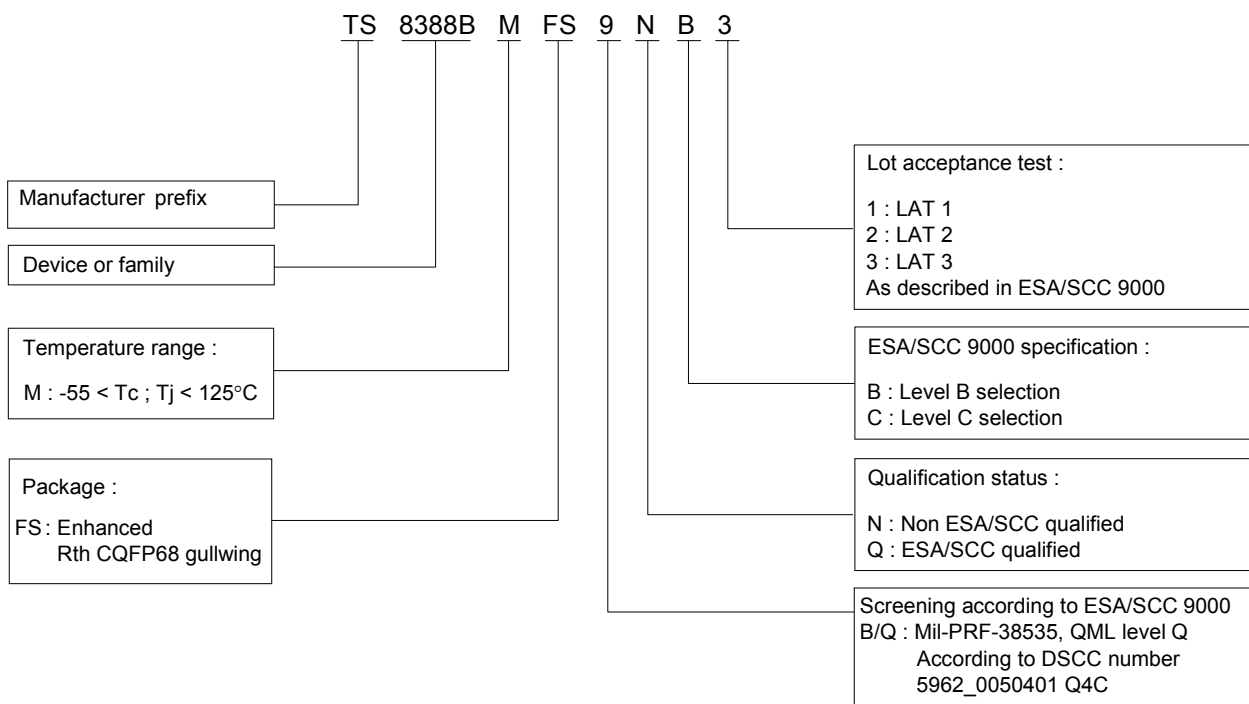 TS 8388B M FS 9 N B 3
Manufacturer prefix
Device or family
Temperature range :
M : -55 < Tc ; Tj < 125°C
Package :
FS : Enhanced
Rth CQFP68 gullwing
Lot acceptance test :
1 : LAT 1
2 : LAT 2
3 : LAT 3
As described in ESA/SCC 9000
ESA/SCC 9000 specification :
B : Level B selection
C : Level C selection
Qualification status :
N : Non ESA/SCC qualified
Q : ESA/SCC qualified
Screening according to ESA/SCC 9000
B/Q : Mil-PRF-38535, QML level Q
According to DSCC number
5962_0050401 Q4C